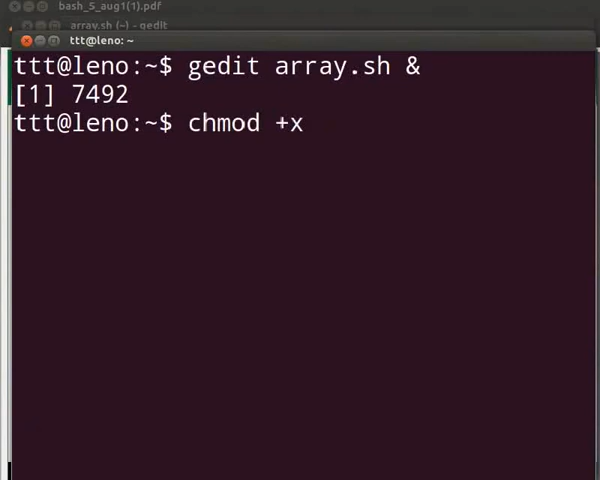 bash_5_aug1(1).pdf
array.sh (~) - gedit
ttt@leno: ~
ttt@leno:~$ gedit array.sh &
[1] 7492
ttt@leno:~$ chmod +x